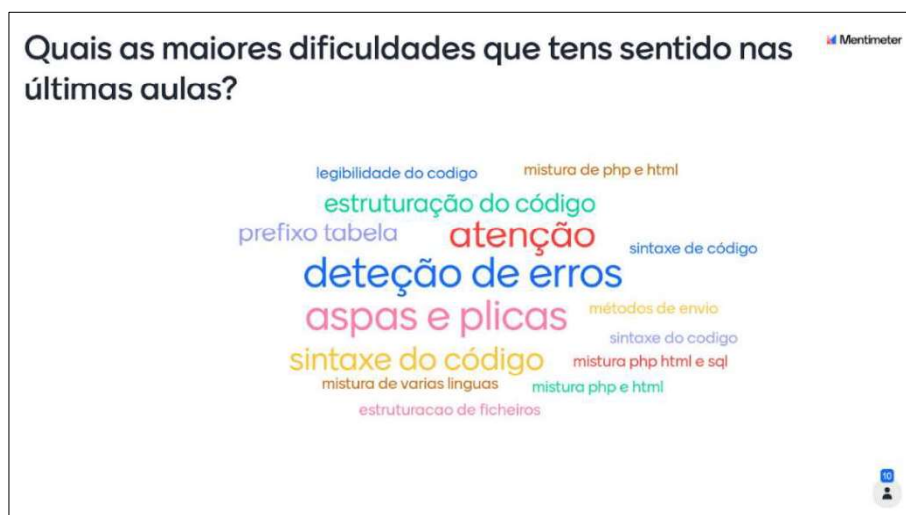 Quais as maiores dificuldades que tens sentido nas
últimas aulas?
Mentimeter
legibilidade do codigo
mistura de php e html
estruturação do código
prefixo tabela
atenção
sintaxe de código
deteção de erros
aspas e plicas
métodos de envio
sintaxe do codigo
sintaxe do código
mistura php html e sql
mistura de varias linguas
mistura php e html
estruturacao de ficheiros
10